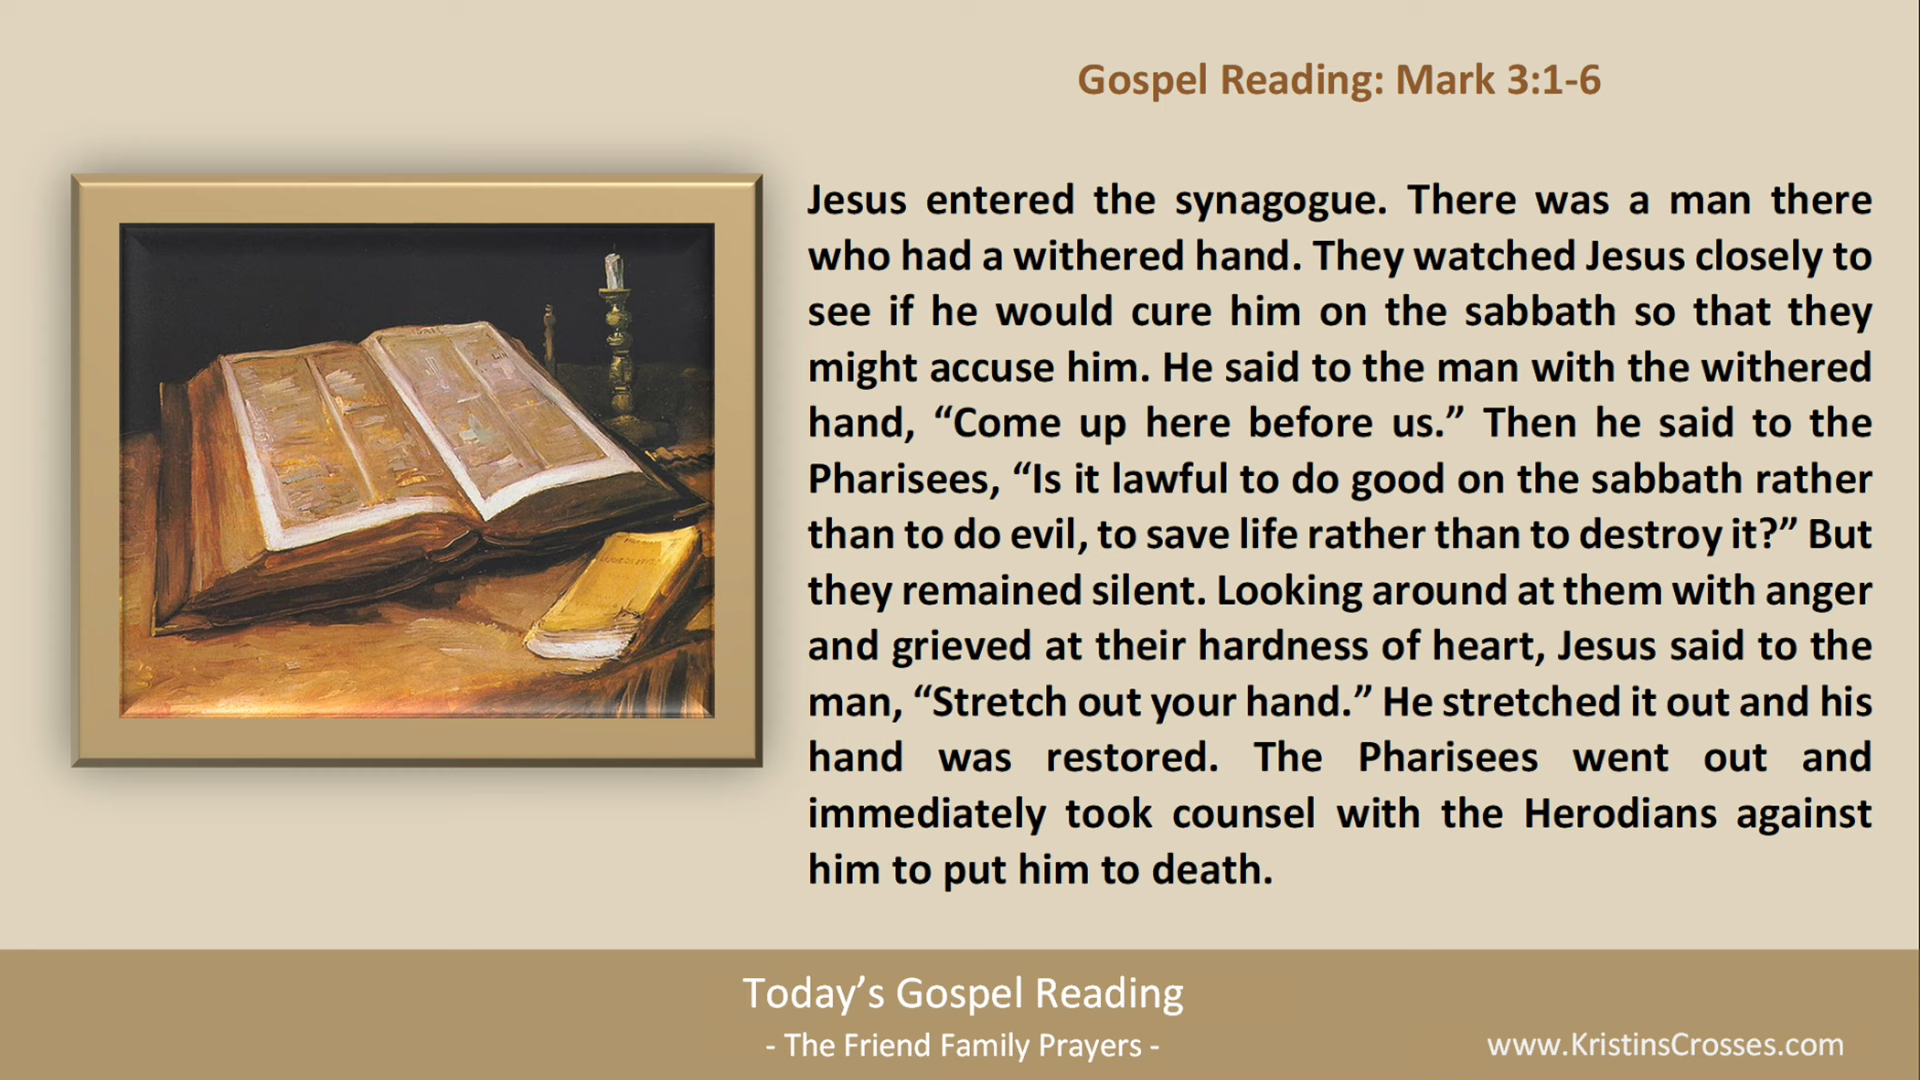 Gospel Reading: Mark 3:1-6
Jesus entered the synagogue. There was a man there
who had a withered hand. They watched Jesus closely to
see if he would cure him on the sabbath so that they
might accuse him. He said to the man with the withered
hand, “Come up here before us.” Then he said to the
Pharisees, “Is it lawful to do good on the sabbath rather
than to do evil, to save life rather than to destroy it?” But
they remained silent. Looking around at them with anger
and grieved at their hardness of heart, Jesus said to the
man, “Stretch out your hand.” He stretched it out and his
hand was restored. The Pharisees went out and
immediately took counsel with the Herodians against
him to put him to death.
Today’s Gospel Reading
- The Friend Family Prayers -
www.KristinsCrosses.com